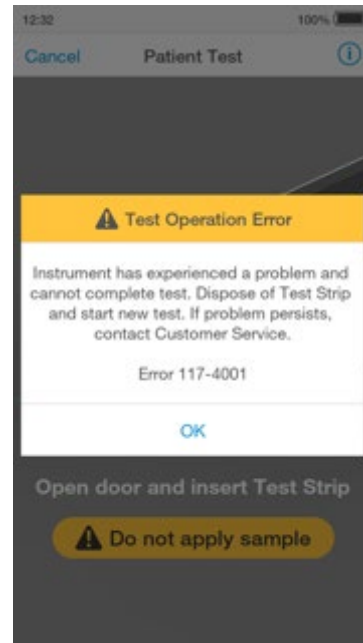 12:32 100%
Cancel Patient Test
Test Operation Error
Instrument has experienced a problem and
cannot complete test. Dispose of Test Strip
and start new test. If problem persists,
contact Customer Service.
Error 117-4001
OK
Open door and insert Test Strip
Do not apply sample